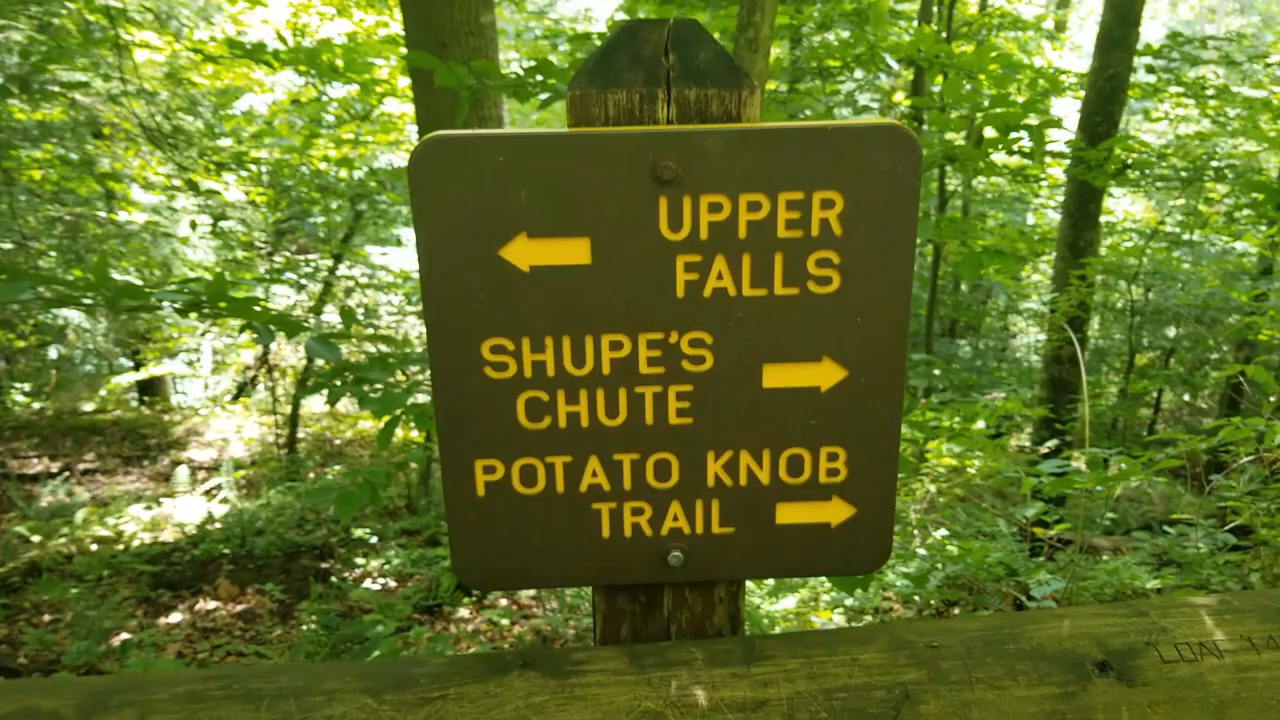 UPPER
FALLS
SHUPE'S
CHUTE
POTATO KNOB
TRAIL